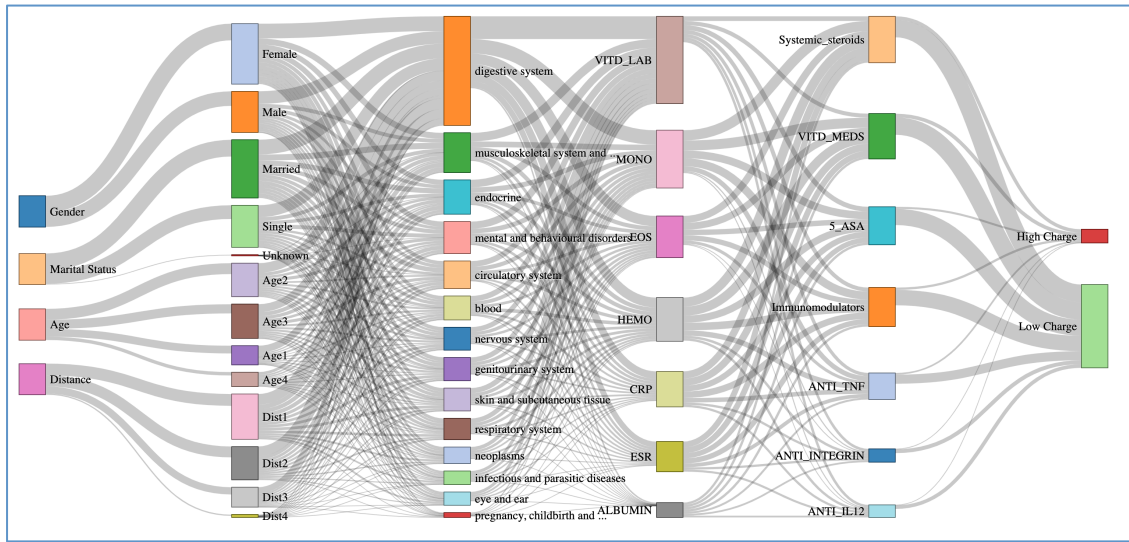 Gender
Marital Status
Age
Distance
Female
Male
Married
Single
Unknown
Age2
Age3
Age1
Age4
Dist1
Dist2
Dist3
Dist4
digestive system
musculoskeletal system and ...
endocrine
mental and behavioural disorders
circulatory system
blood
nervous system
genitourinary system
skin and subcutaneous tissue
respiratory system
neoplasms
infectious and parasitic diseases
eye and ear
pregnancy, childbirth and ...
VITD_LAB
MONO
EOS
HEMO
CRP
ESR
ALBUMIN
Systemic_steroids
VITD_MEDS
5_ASA
Immunomodulators
ANTI_TNF
ANTI_INTEGRIN
ANTI_IL12
High Charge
Low Charge